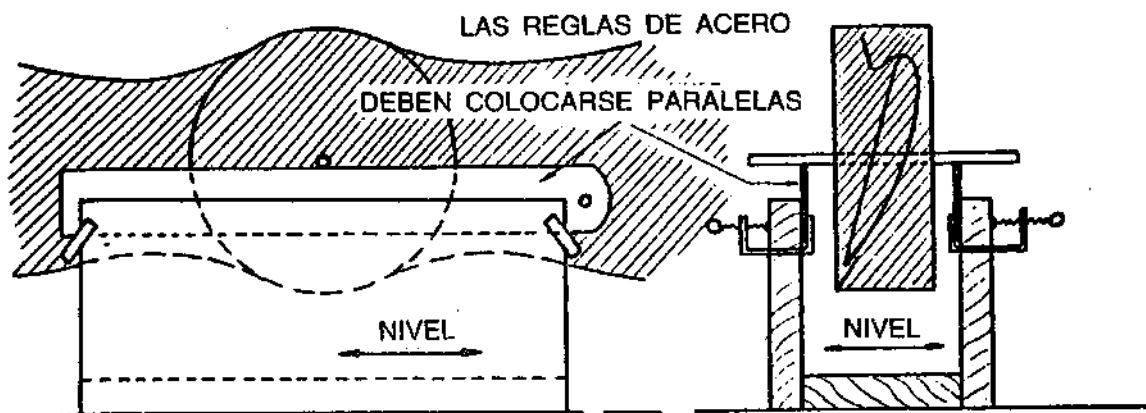 LAS REGLAS DE ACERO
DEBEN COLOCARSE PARALELAS
NIVEL
NIVEL